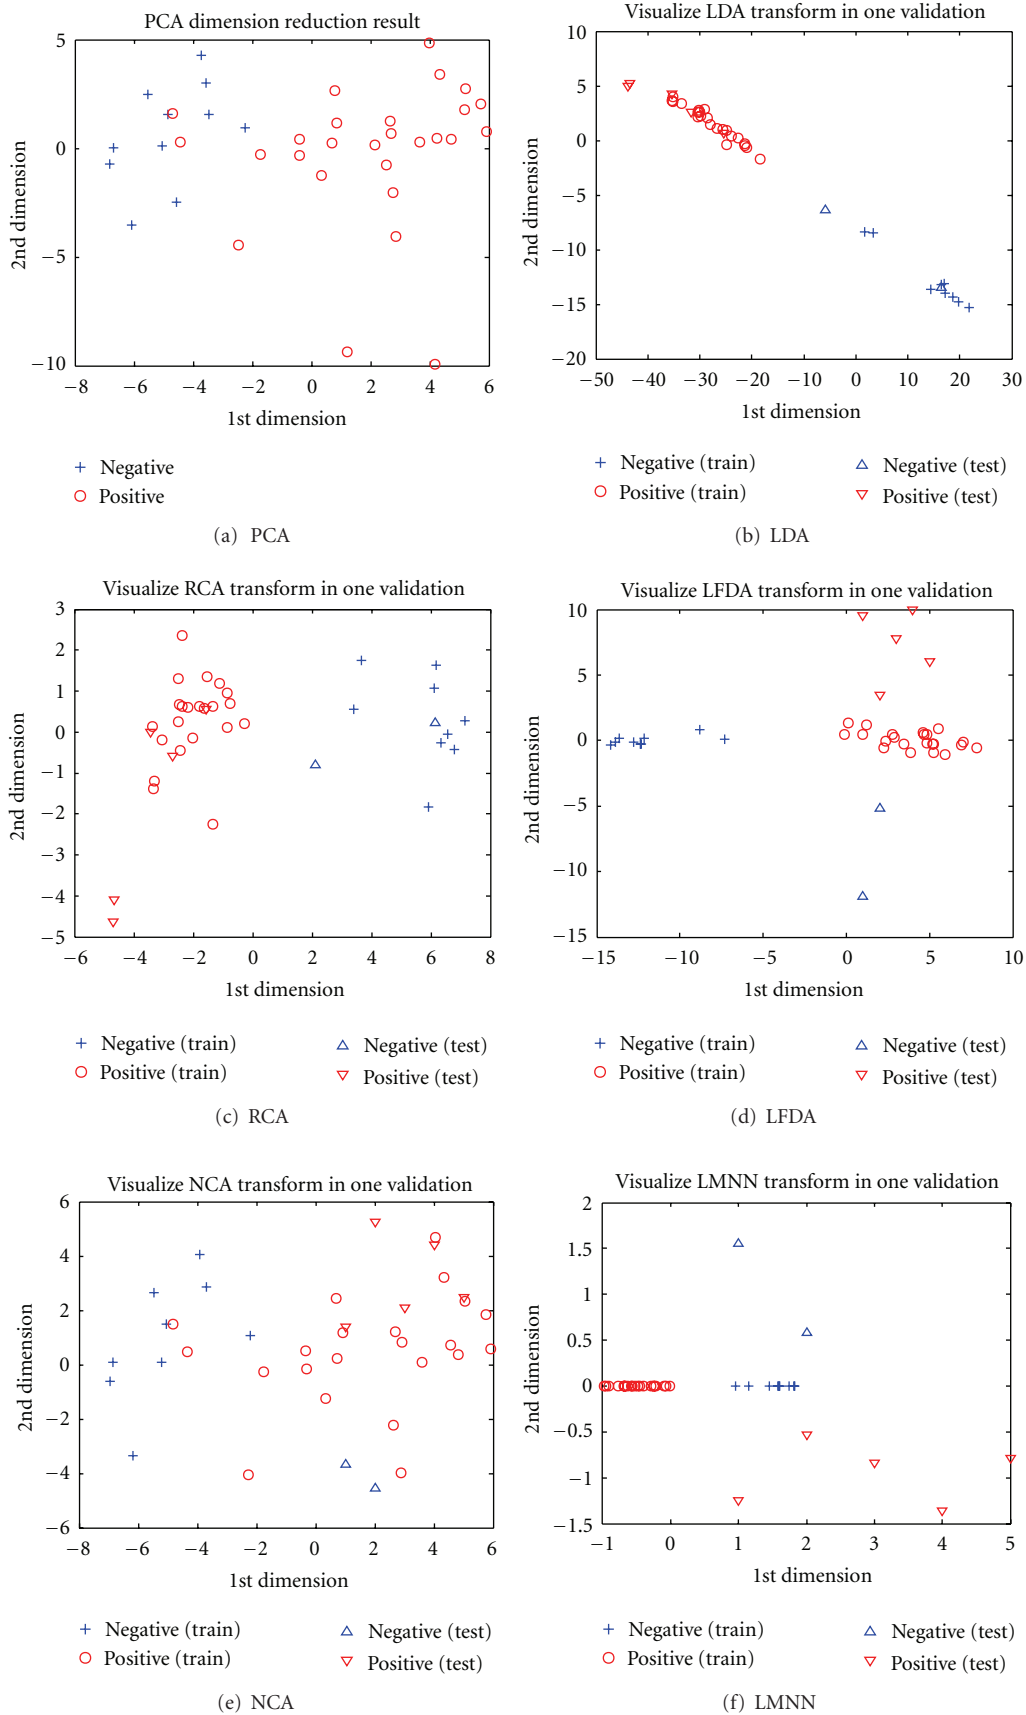 PCA dimension reduction result
5
0
−5
−10
−8
−6
−4
−2
0
2
4
6
2nd dimension
1st dimension
Negative
Positive
(a) PCA
Visualize LDA transform in one validation
10
5
0
−5
−10
−15
−20
−50
−40
−30
−20
−10
0
10
20
30
2nd dimension
1st dimension
Negative (train)
Positive (train)
Negative (test)
Positive (test)
(b) LDA
Visualize RCA transform in one validation
3
2
1
0
−1
−2
−3
−4
−5
−6
−4
−2
0
2
4
6
8
2nd dimension
1st dimension
Negative (train)
Positive (train)
Negative (test)
Positive (test)
(c) RCA
Visualize LFDA transform in one validation
10
5
0
−5
−10
−15
−15
−10
−5
0
5
10
2nd dimension
1st dimension
Negative (train)
Positive (train)
Negative (test)
Positive (test)
(d) LFDA
Visualize NCA transform in one validation
6
4
2
0
−2
−4
−6
−8
−6
−4
−2
0
2
4
6
2nd dimension
1st dimension
Negative (train)
Positive (train)
Negative (test)
Positive (test)
(e) NCA
Visualize LMNN transform in one validation
2
1.5
1
0.5
0
−0.5
−1
−1.5
−1
0
1
2
3
4
5
2nd dimension
1st dimension
Negative (train)
Positive (train)
Negative (test)
Positive (test)
(f) LMNN